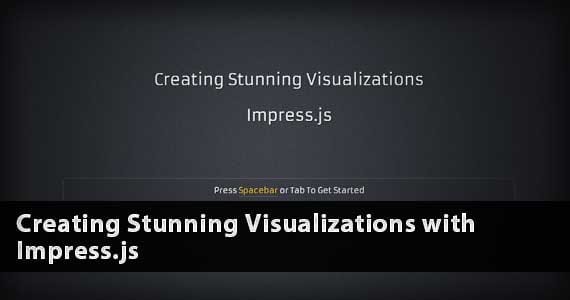 Creating Stunning Visualizations
Impress.js
Press Spacebar or Tab To Get Started
Creating Stunning Visualizations with
Impress.js